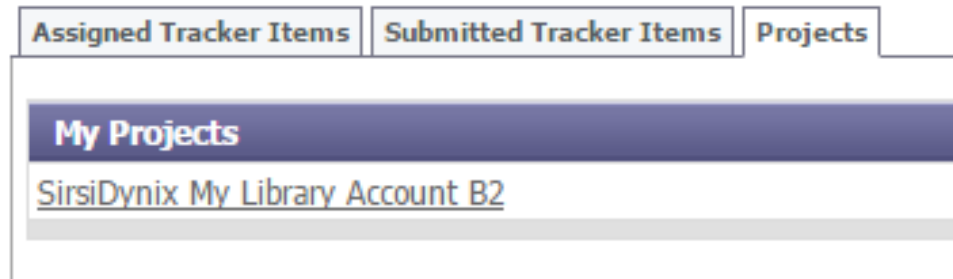 Assigned Tracker Items Submitted Tracker Items Projects
My Projects
SirsiDynix My Library Account B2